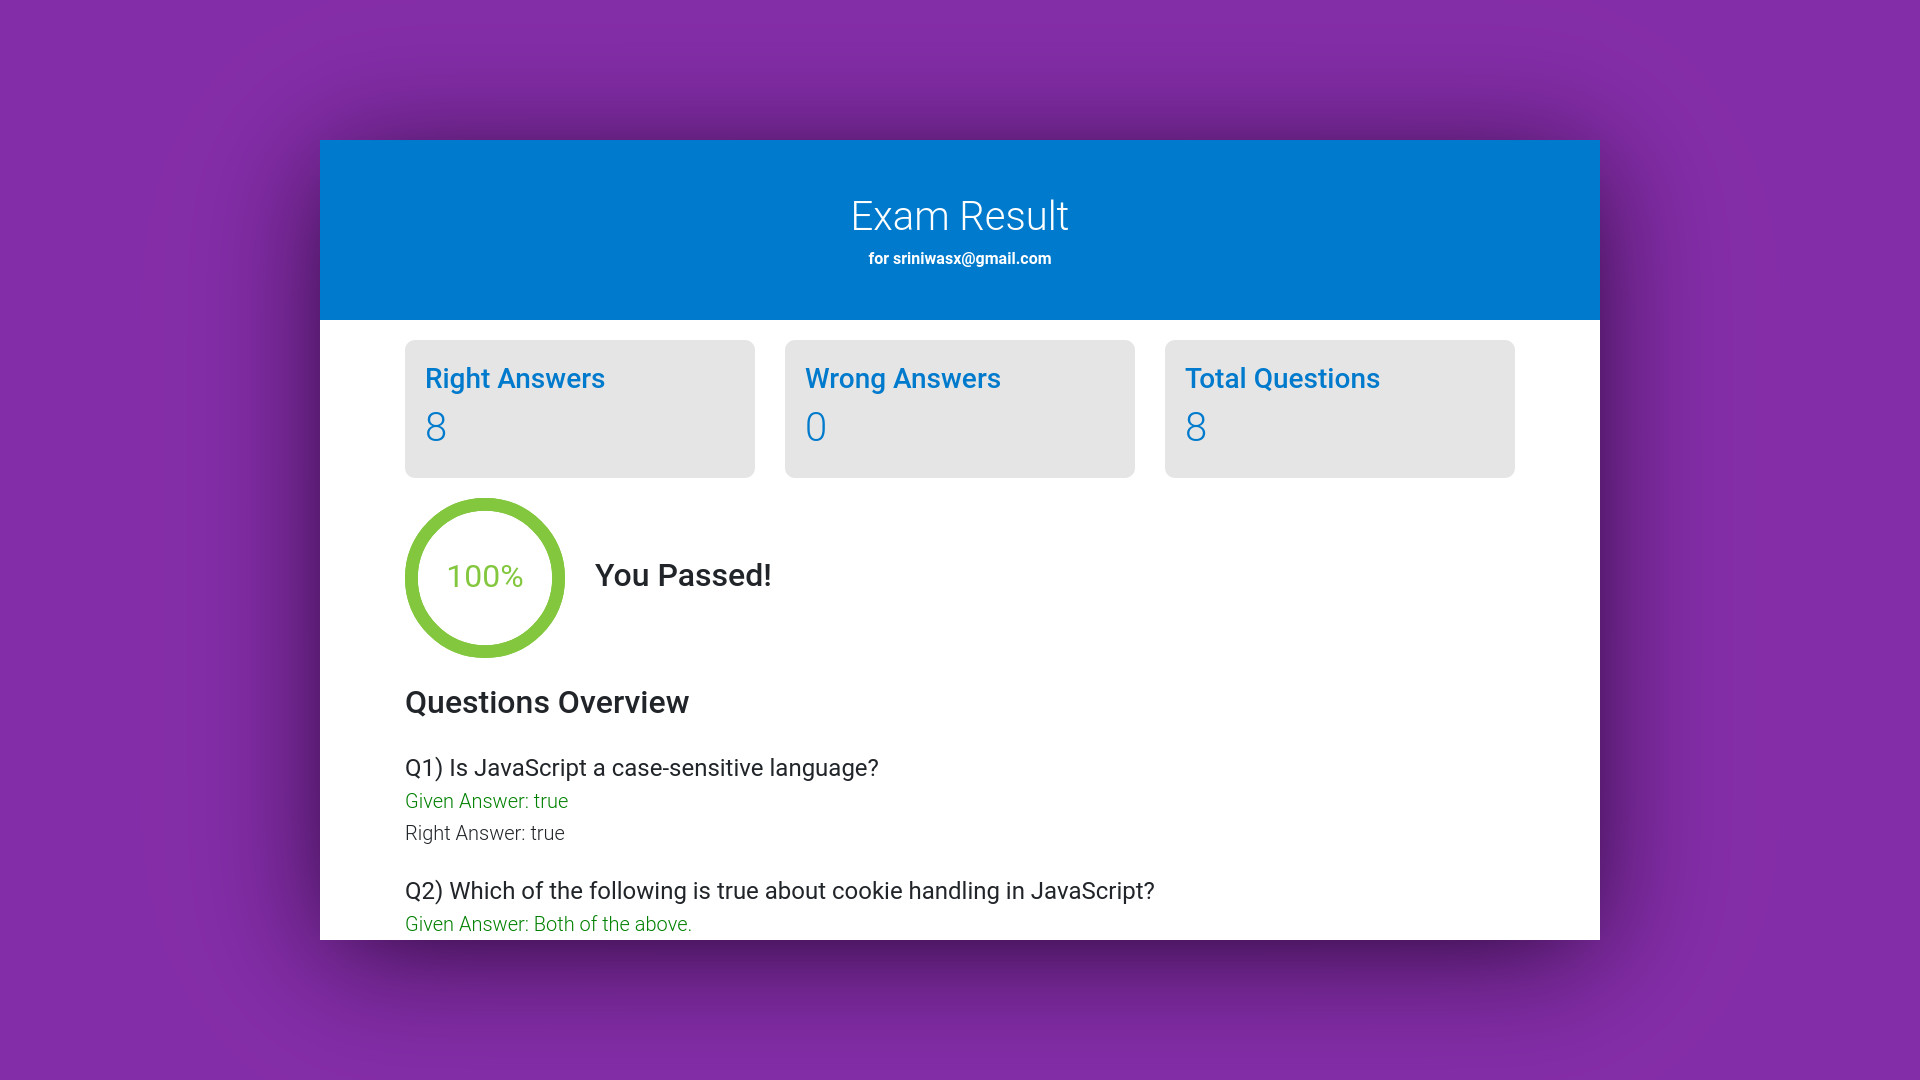 Exam Result
for sriniwasx@gmail.com
Right Answers
8
Wrong Answers
0
Total Questions
8
100%
You Passed!
Questions Overview
Q1) Is JavaScript a case-sensitive language?
Given Answer: true
Right Answer: true
Q2) Which of the following is true about cookie handling in JavaScript?
Given Answer: Both of the above.